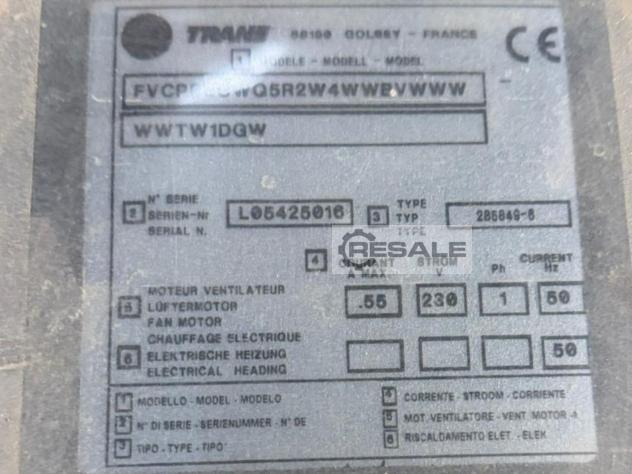 TRANE 88190 GOLBEY - FRANCE
CE
1 MODELE - MODELL - MODEL
WWTW1DGW
2 N° SERIE
SERIEN-Nr
SERIAL N.
L05425016
3 TYPE
TYP
TYPE
285849-6
RESALE
4 COURANT STROM CURRENT
A MAX V Ph Hz
5 MOTEUR VENTILATEUR
LÜFTERMOTOR
FAN MOTOR
.55 230 1 50
6 CHAUFFAGE ELECTRIQUE
ELEKTRISCHE HEIZUNG
ELECTRICAL HEADING
50
1 MODELLO - MODEL - MODELO
2 N° DI SERIE - SERIENUMMER - N° DE
3 TIPO - TYPE - TIPO
4 CORRENTE - STROOM - CORRIENTE
5 MOT. VENTILATORE - VENT MOTOR -
6 RISCALDAMENTO ELET. - ELEK